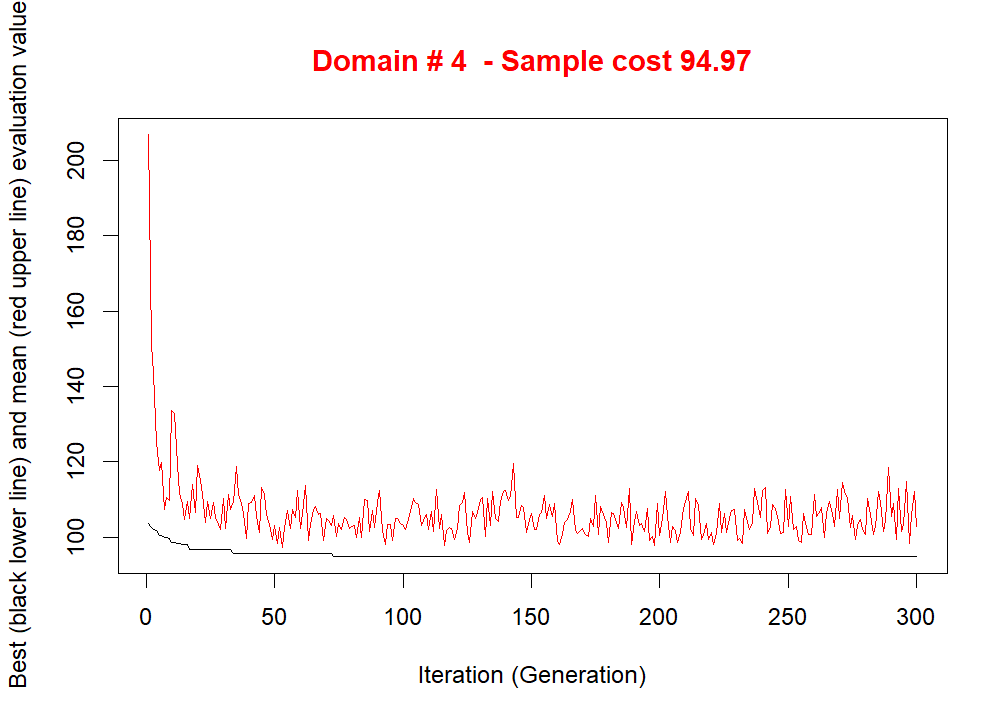 Domain # 4  - Sample cost 94.97
Best (black lower line) and mean (red upper line) evaluation value
200
180
160
140
120
100
0 50 100 150 200 250 300
Iteration (Generation)